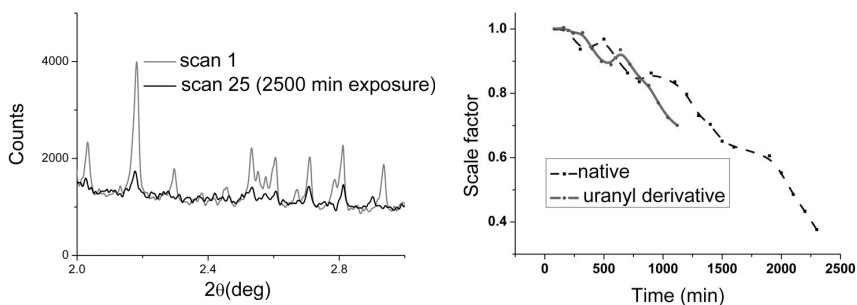 scan 1
scan 25 (2500 min exposure)
Counts
4000
2000
0
2.0
2.4
2.8
2θ(deg)
Scale factor
1.0
0.8
0.6
0.4
native
uranyl derivative
0
500
1000
1500
2000
2500
Time (min)